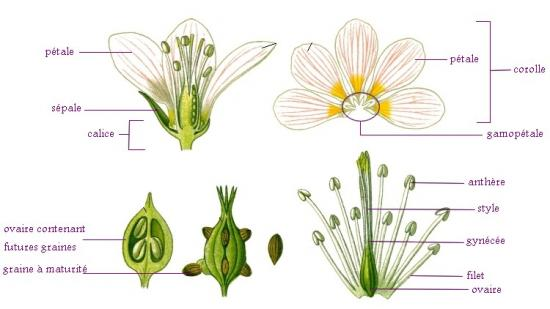 pétale
sépale
calice
pétale
corolle
gamopétale
ovaire contenant
futures graines
graine à maturité
anthère
style
gynécée
filet
ovaire